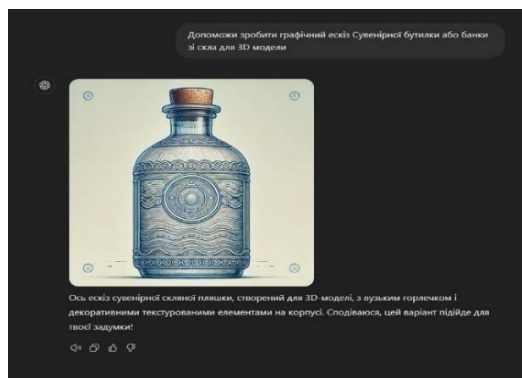 Допоможи зробити графічний ескіз Сувенірної бутилки або банки
зі скла для 3D модели
Ось ескіз сувенірної скляної пляшки, створений для 3D-моделі, з вузьким горлечком і
декоративними текстурованими елементами на корпусі. Сподіваюся, цей варіант підійде для
твоєї задумки!